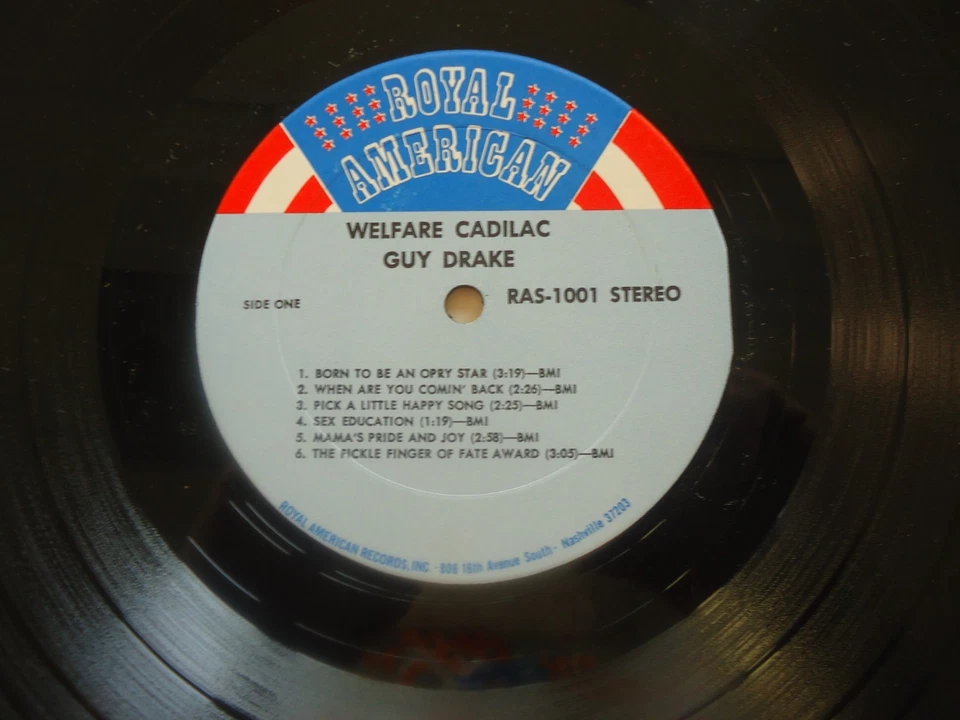 ROYAL
AMERICAN
WELFARE CADILAC
GUY DRAKE
SIDE ONE
RAS-1001 STEREO
1. BORN TO BE AN OPRY STAR (3:19)—BMI
2. WHEN ARE YOU COMIN' BACK (2:26)—BMI
3. PICK A LITTLE HAPPY SONG (2:25)—BMI
4. SEX EDUCATION (1:19)—BMI
5. MAMA'S PRIDE AND JOY (2:58)—BMI
6. THE FICKLE FINGER OF FATE AWARD (3:05)—BMI
ROYAL AMERICAN RECORDS, INC · 806 16th Avenue South · Nashville 37203